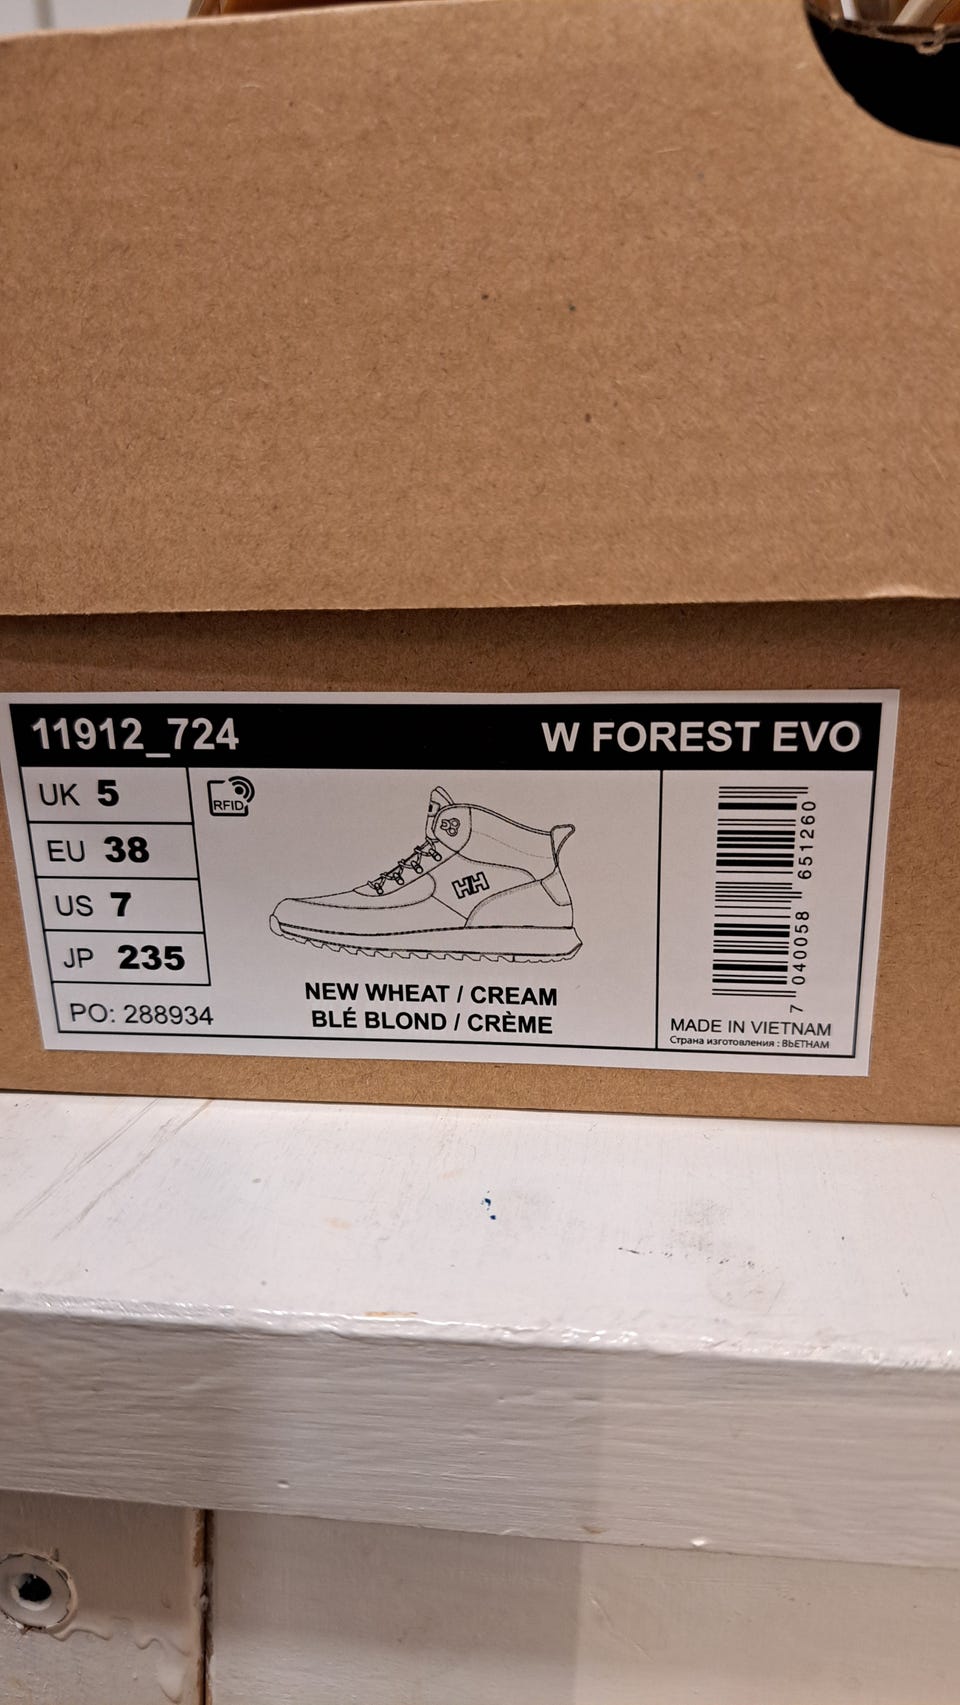 11912_724
W FOREST EVO
UK 5
EU 38
US 7
JP 235
PO: 288934
RFID
HH
NEW WHEAT / CREAM
BLÉ BLOND / CRÈME
7 040058 651260
MADE IN VIETNAM
Страна изготовления : ВЬЕТНАМ